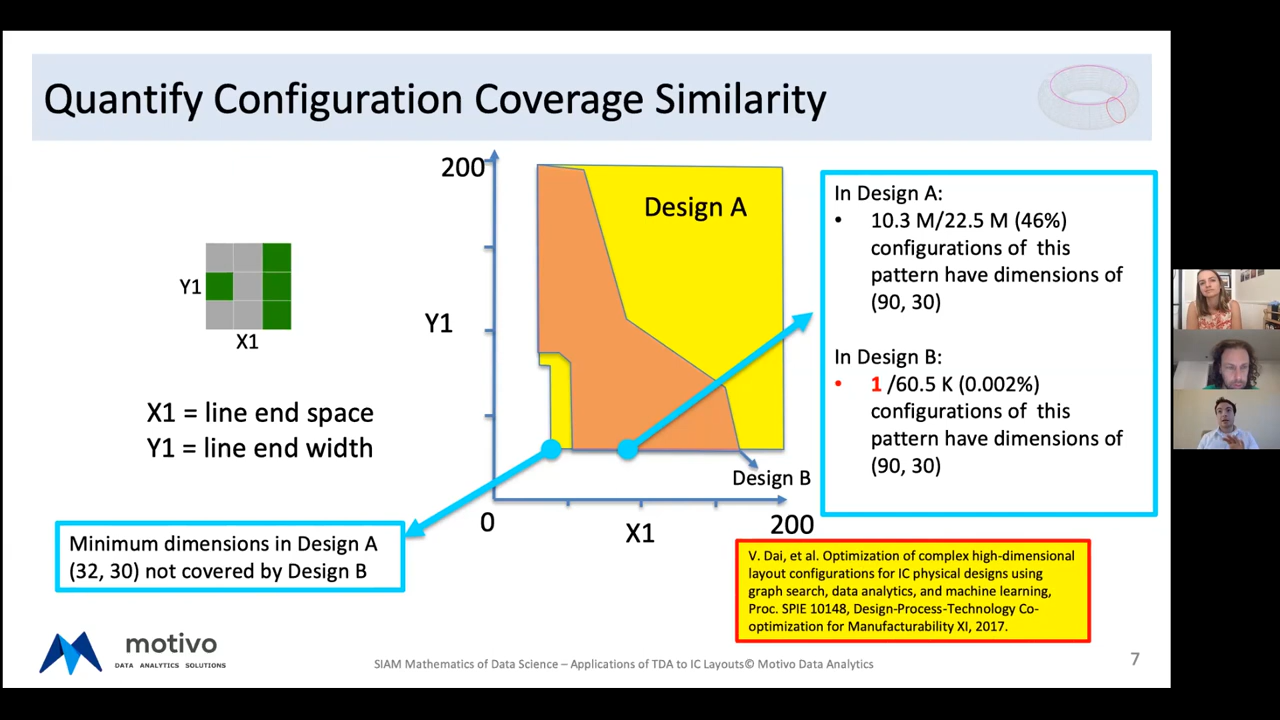 Quantify Configuration Coverage Similarity
Y1
X1
X1 = line end space
Y1 = line end width
200
Y1
Design A
Design B
0
X1
200
In Design A:
• 10.3 M/22.5 M (46%)
configurations of this
pattern have dimensions of
(90, 30)
In Design B:
• 1 /60.5 K (0.002%)
configurations of this
pattern have dimensions of
(90, 30)
Minimum dimensions in Design A
(32, 30) not covered by Design B
V. Dai, et al. Optimization of complex high-dimensional
layout configurations for IC physical designs using
graph search, data analytics, and machine learning,
Proc. SPIE 10148, Design-Process-Technology Co-
optimization for Manufacturability XI, 2017.
motivo
DATA ANALYTICS SOLUTIONS
SIAM Mathematics of Data Science – Applications of TDA to IC Layouts© Motivo Data Analytics
7